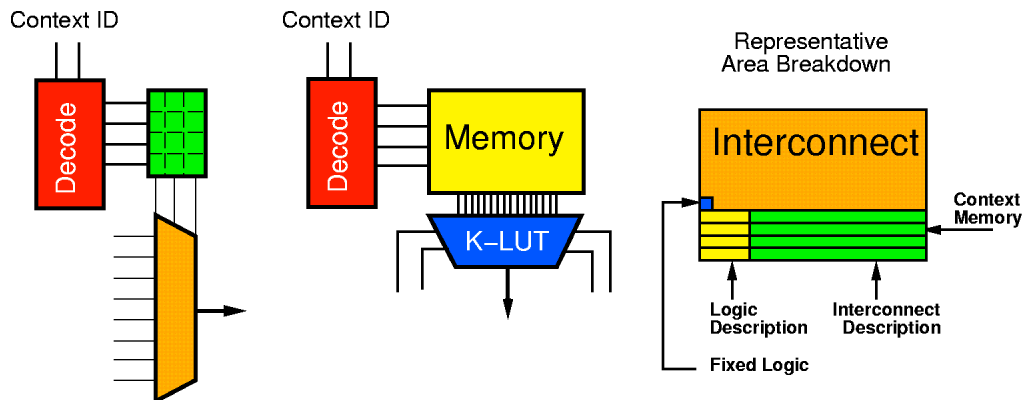 Context ID
Decode
Context ID
Decode
Memory
K-LUT
Representative
Area Breakdown
Interconnect
Context
Memory
Logic
Description
Interconnect
Description
Fixed Logic